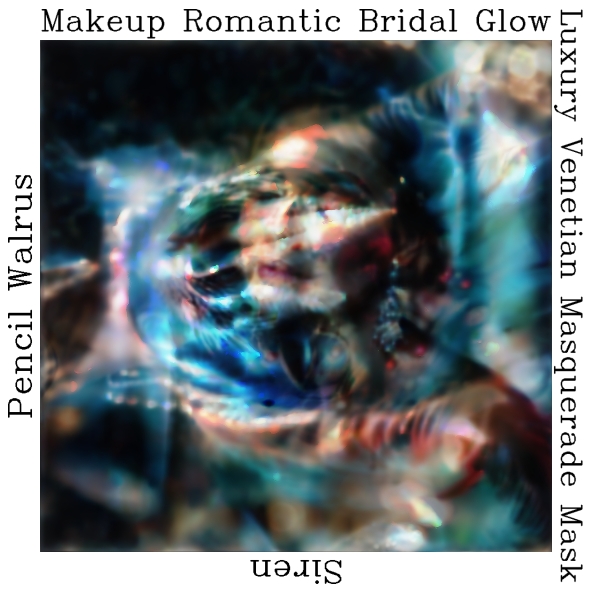 Makeup Romantic Bridal Glow
Luxury Venetian Masquerade Mask
Siren
Pencil Walrus